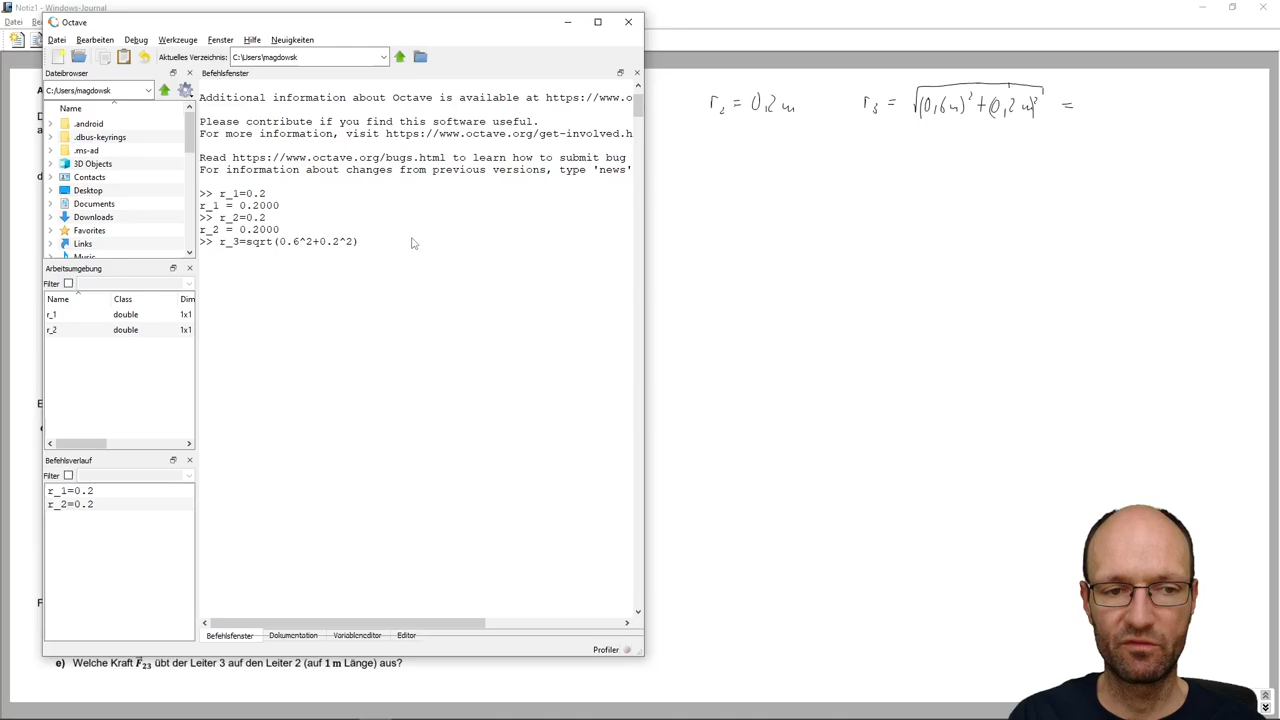 Notiz1 - Windows-Journal
Datei
Octave
Datei Bearbeiten Debug Werkzeuge Fenster Hilfe Neuigkeiten
Aktuelles Verzeichnis: C:\Users\magdowsk
Dateibrowser
C:/Users/magdowsk
Name
.android
.dbus-keyrings
.ms-ad
3D Objects
Contacts
Desktop
Documents
Downloads
Favorites
Links
Music
Arbeitsumgebung
Filter
Name Class Dim
r_1 double 1x1
r_2 double 1x1
Befehlsverlauf
Filter
r_1=0.2
r_2=0.2
Befehlsfenster
Additional information about Octave is available at https://www.o
Please contribute if you find this software useful.
For more information, visit https://www.octave.org/get-involved.h
Read https://www.octave.org/bugs.html to learn how to submit bug
For information about changes from previous versions, type 'news'
>> r_1=0.2
r_1 = 0.2000
>> r_2=0.2
r_2 = 0.2000
>> r_3=sqrt(0.6^2+0.2^2)
Befehlsfenster Dokumentation Variableneditor Editor
Profiler
r₂ = 0,2 m r₃ = √(0,6m)² + (0,2m)² =
e) Welche Kraft F⃗₂₃ übt der Leiter 3 auf den Leiter 2 (auf 1 m Länge) aus?